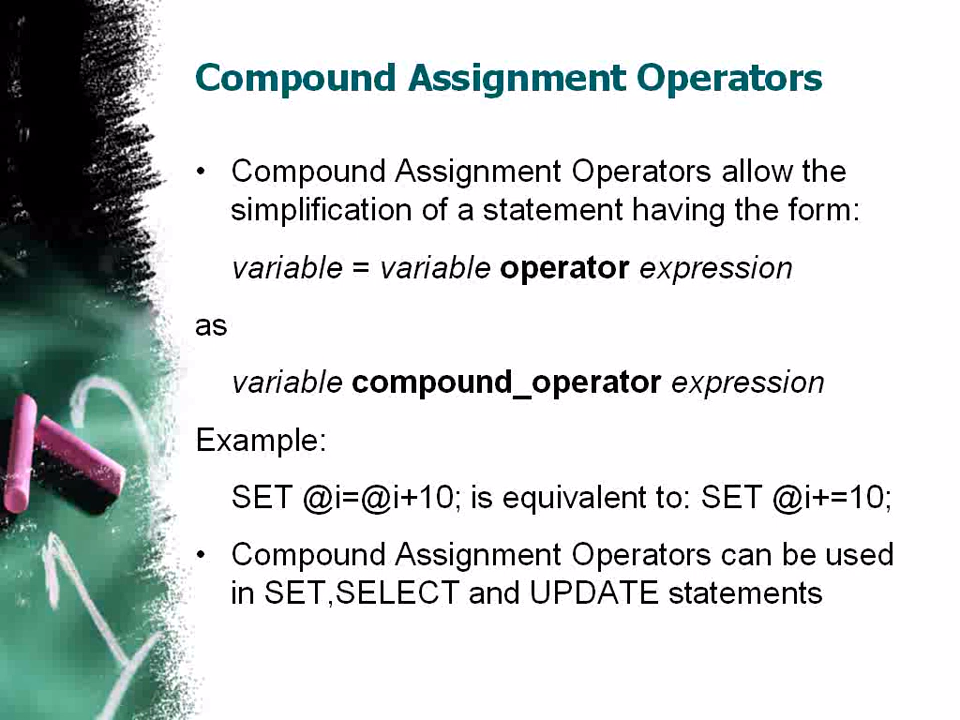 Compound Assignment Operators
• Compound Assignment Operators allow the
simplification of a statement having the form:
variable = variable operator expression
as
variable compound_operator expression
Example:
SET @i=@i+10; is equivalent to: SET @i+=10;
• Compound Assignment Operators can be used
in SET,SELECT and UPDATE statements